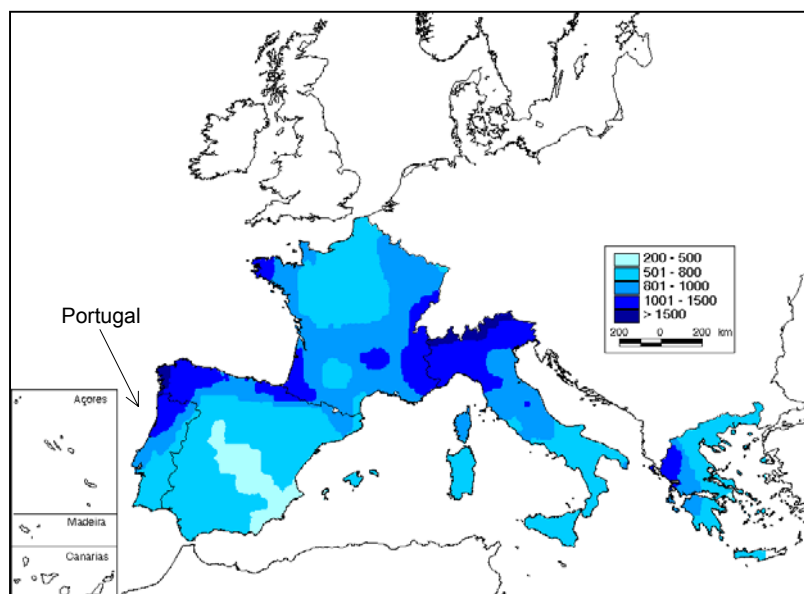 200 - 500
501 - 800
801 - 1000
1001 - 1500
> 1500
200 0 200 km
Portugal
Açores
Madeira
Canarias